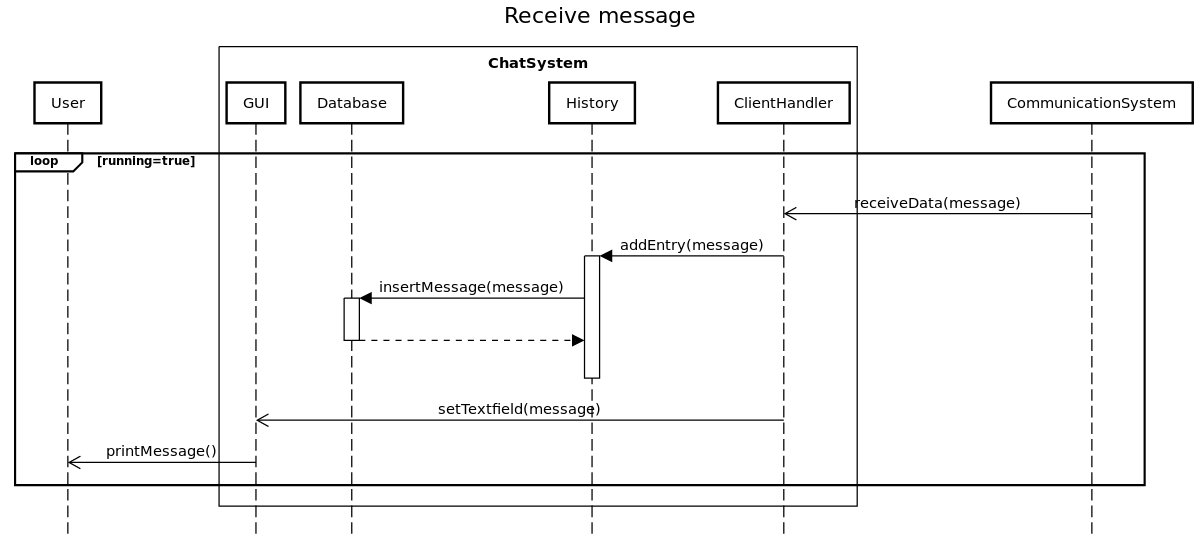 Receive message
ChatSystem
User
GUI
Database
History
ClientHandler
CommunicationSystem
loop [running=true]
receiveData(message)
addEntry(message)
insertMessage(message)
setTextfield(message)
printMessage()